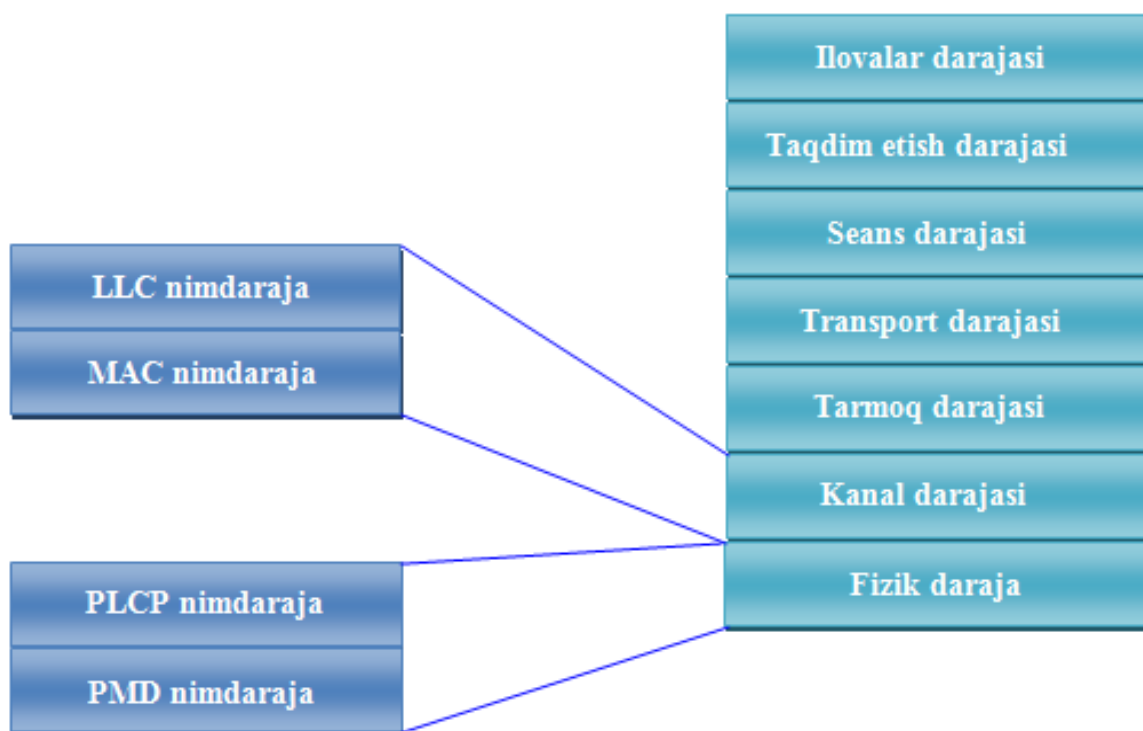 Ilovalar darajasi
Taqdim etish darajasi
Seans darajasi
Transport darajasi
Tarmoq darajasi
Kanal darajasi
Fizik daraja
LLC nimdaraja
MAC nimdaraja
PLCP nimdaraja
PMD nimdaraja